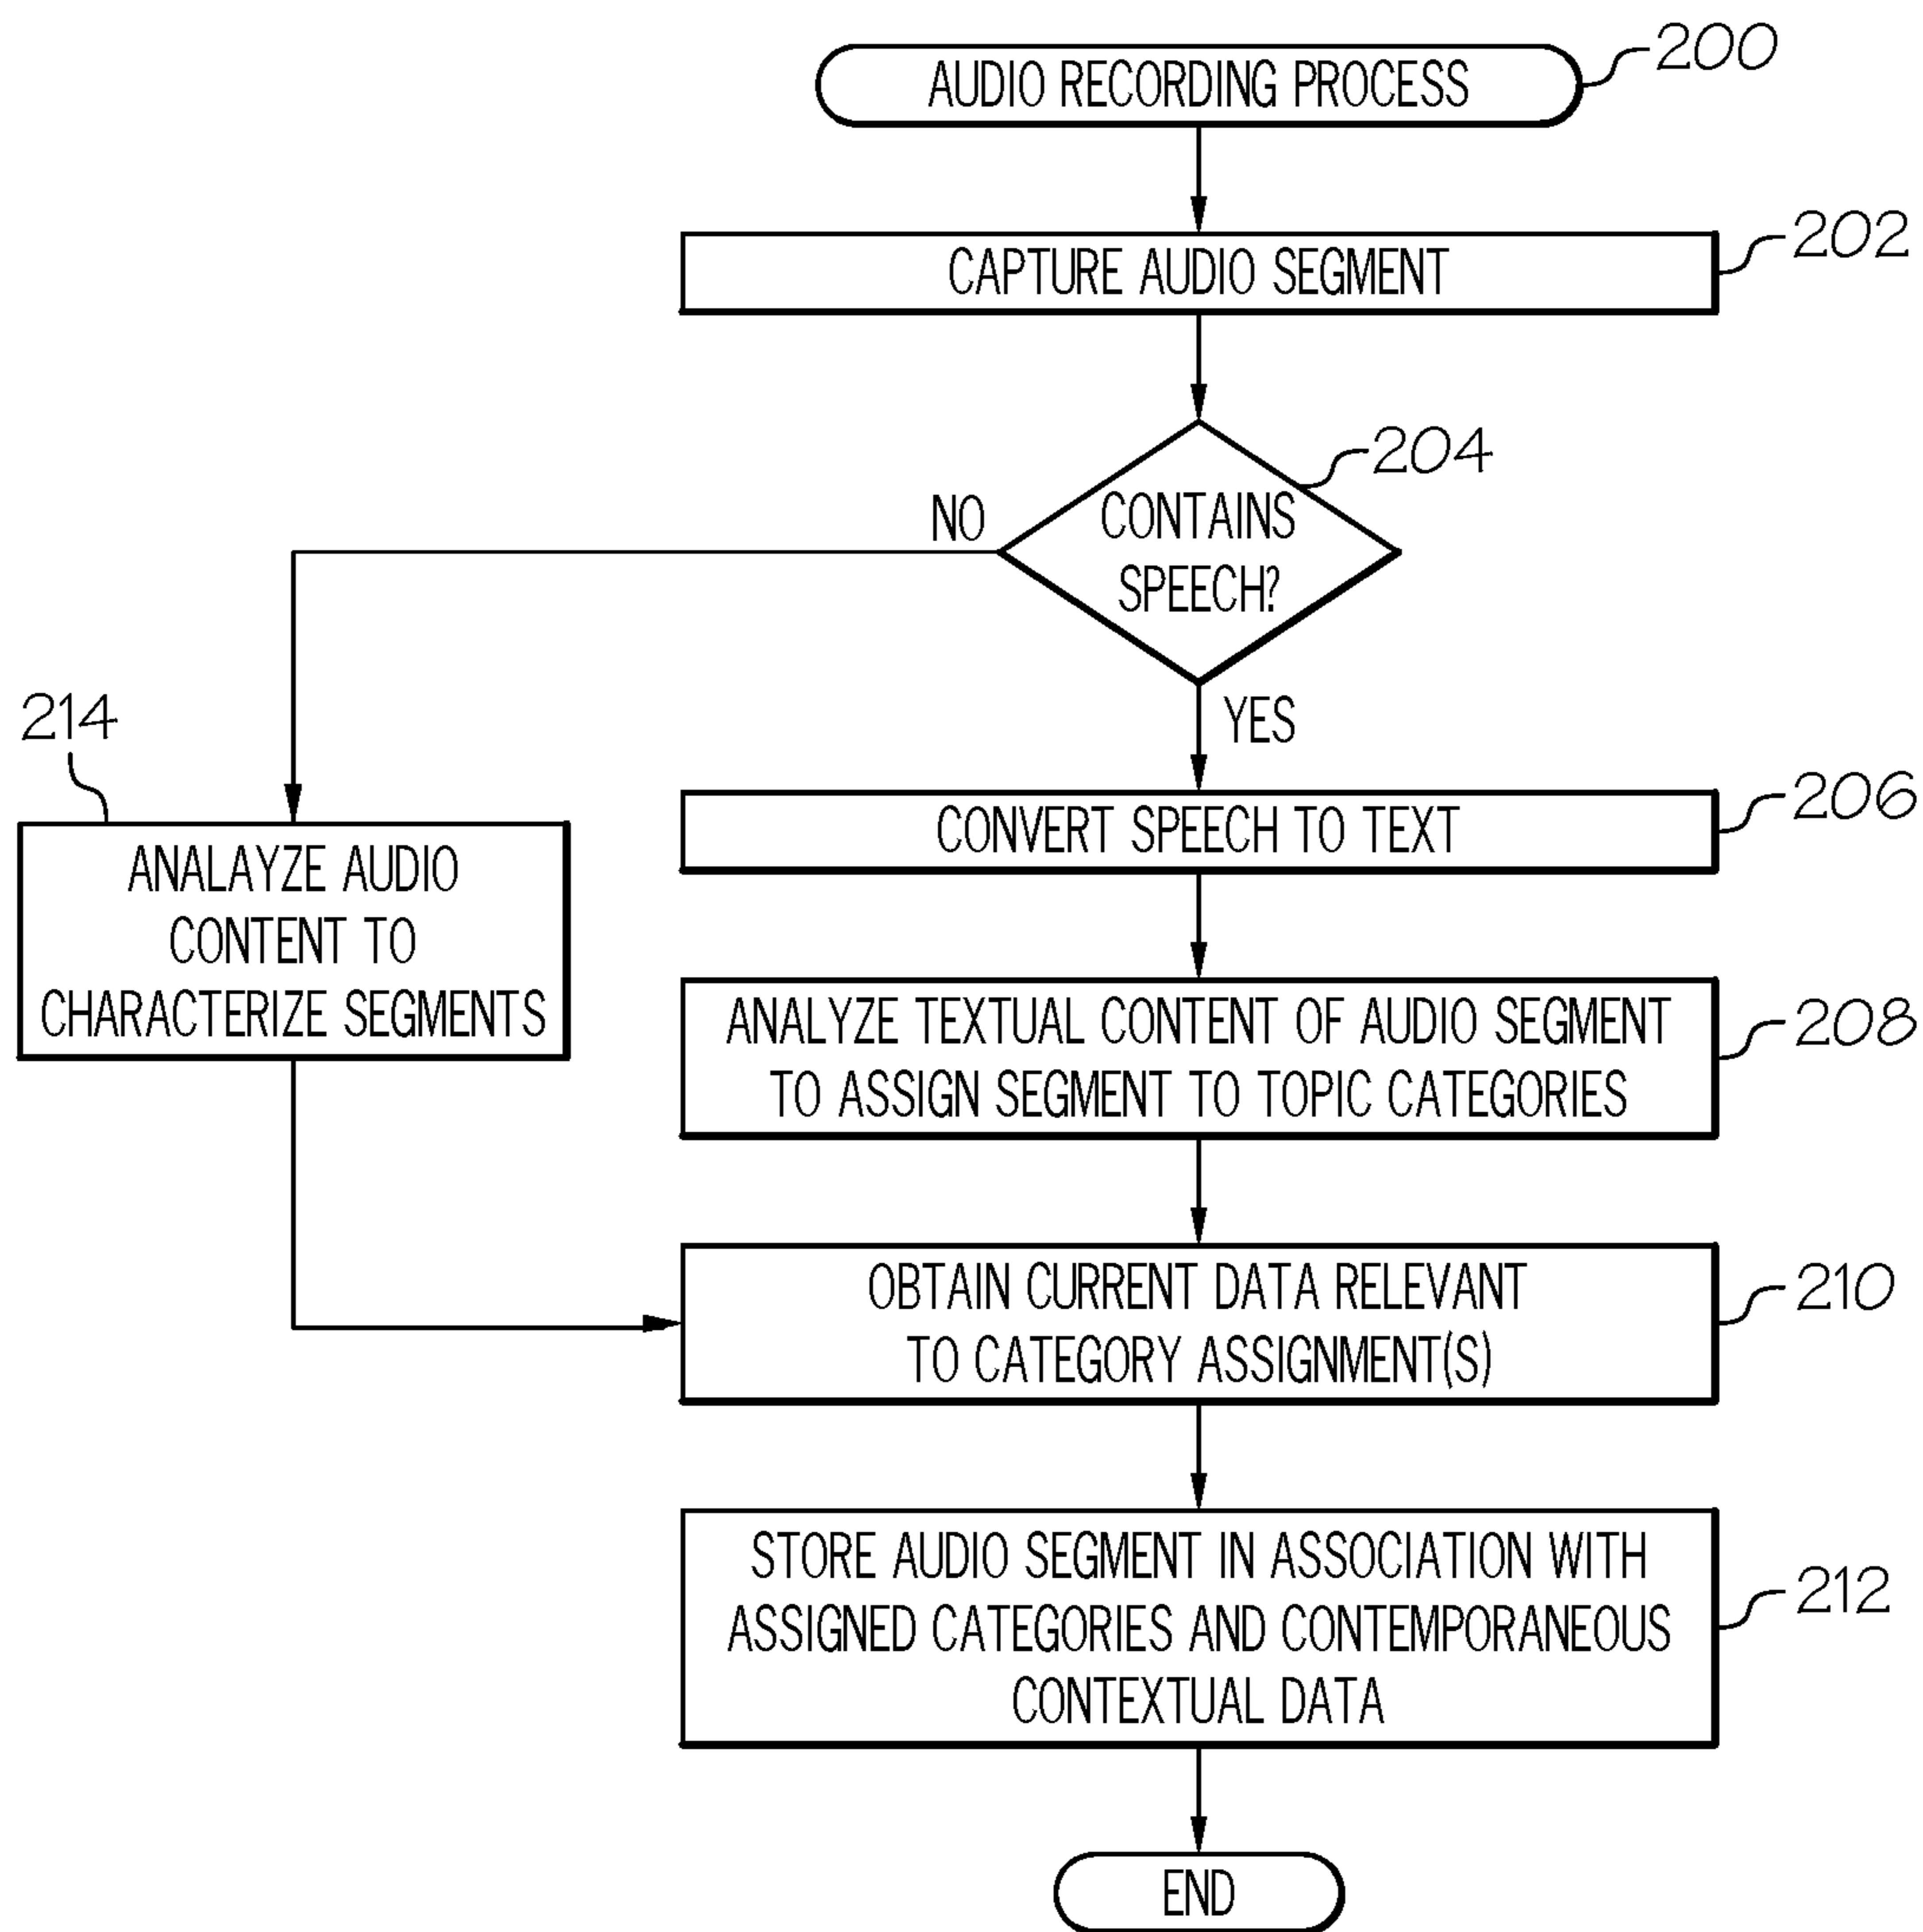 AUDIO RECORDING PROCESS
200
CAPTURE AUDIO SEGMENT
202
204
NO
CONTAINS
SPEECH?
YES
214
ANALAYZE AUDIO
CONTENT TO
CHARACTERIZE SEGMENTS
CONVERT SPEECH TO TEXT
206
ANALYZE TEXTUAL CONTENT OF AUDIO SEGMENT
TO ASSIGN SEGMENT TO TOPIC CATEGORIES
208
OBTAIN CURRENT DATA RELEVANT
TO CATEGORY ASSIGNMENT(S)
210
STORE AUDIO SEGMENT IN ASSOCIATION WITH
ASSIGNED CATEGORIES AND CONTEMPORANEOUS
CONTEXTUAL DATA
212
END